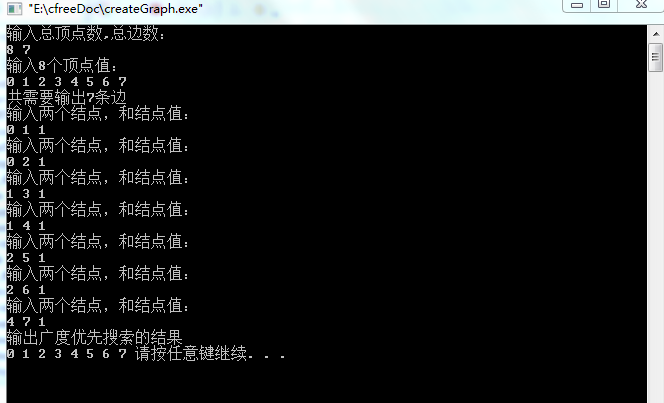 "E:\cfreeDoc\createGraph.exe"
输入总顶点数,总边数:
8 7
输入8个顶点值:
0 1 2 3 4 5 6 7
共需要输出7条边
输入两个结点, 和结点值:
0 1 1
输入两个结点, 和结点值:
0 2 1
输入两个结点, 和结点值:
1 3 1
输入两个结点, 和结点值:
1 4 1
输入两个结点, 和结点值:
2 5 1
输入两个结点, 和结点值:
2 6 1
输入两个结点, 和结点值:
4 7 1
输出广度优先搜索的结果
0 1 2 3 4 5 6 7 请按任意键继续. . .